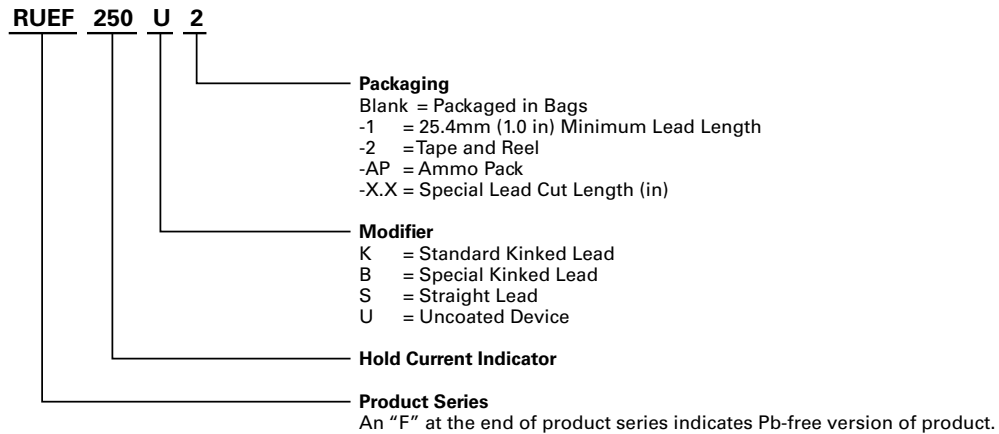 RUEF 250 U 2
Packaging
Blank = Packaged in Bags
-1 = 25.4mm (1.0 in) Minimum Lead Length
-2 =Tape and Reel
-AP = Ammo Pack
-X.X = Special Lead Cut Length (in)
Modifier
K = Standard Kinked Lead
B = Special Kinked Lead
S = Straight Lead
U = Uncoated Device
Hold Current Indicator
Product Series
An “F” at the end of product series indicates Pb-free version of product.